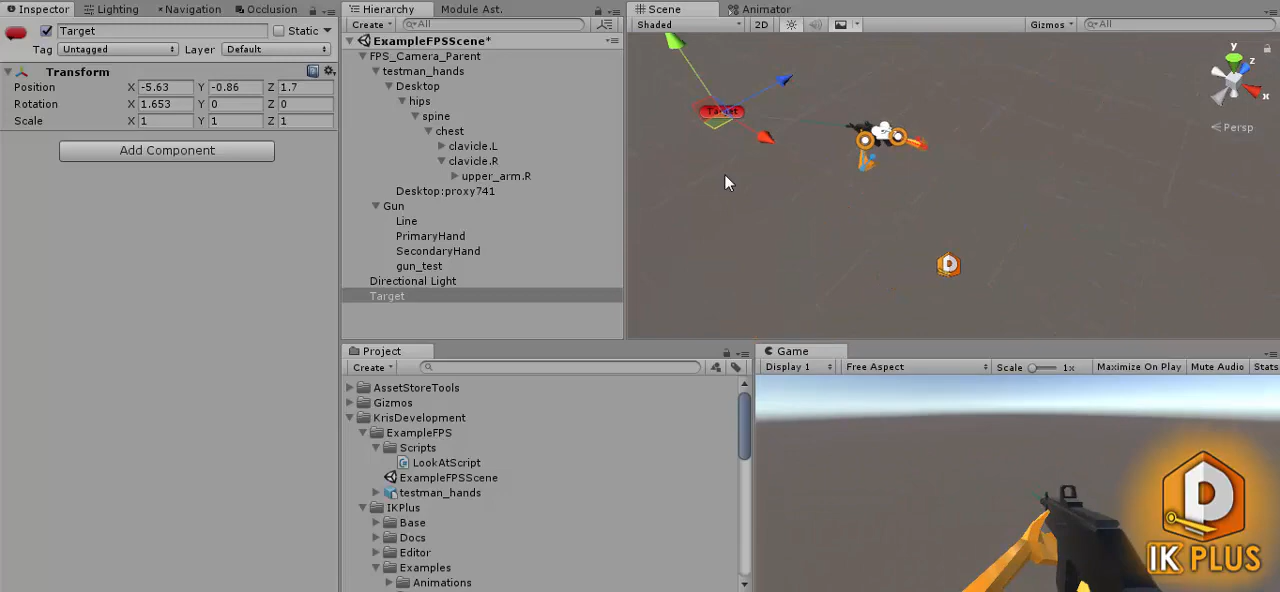 Inspector Lighting Navigation Occlusion
Target Static
Tag Untagged Layer Default
Transform
Position X -5.63 Y -0.86 Z 1.7
Rotation X 1.653 Y 0 Z 0
Scale X 1 Y 1 Z 1
Add Component
Hierarchy Module Ast.
Create All
ExampleFPSScene*
FPS_Camera_Parent
testman_hands
Desktop
hips
spine
chest
clavicle.L
clavicle.R
upper_arm.R
Desktop:proxy741
Gun
Line
PrimaryHand
SecondaryHand
gun_test
Directional Light
Target
Scene Animator
Shaded 2D Gizmos All
y
z
x
Persp
Target
D
Project
Create
AssetStoreTools
Gizmos
KrisDevelopment
ExampleFPS
Scripts
LookAtScript
ExampleFPSScene
testman_hands
IKPlus
Base
Docs
Editor
Examples
Animations
Game
Display 1 Free Aspect Scale 1x Maximize On Play Mute Audio Stats
D
IK PLUS